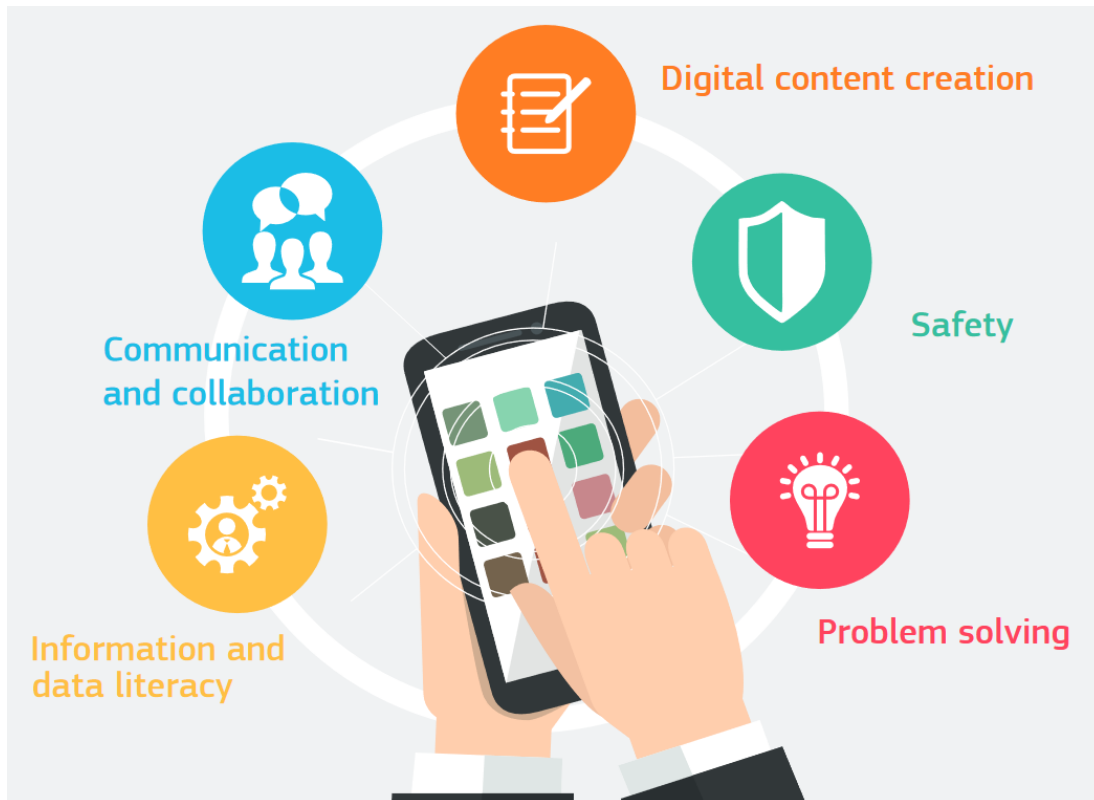 Digital content creation
Communication
and collaboration
Safety
Information and
data literacy
Problem solving